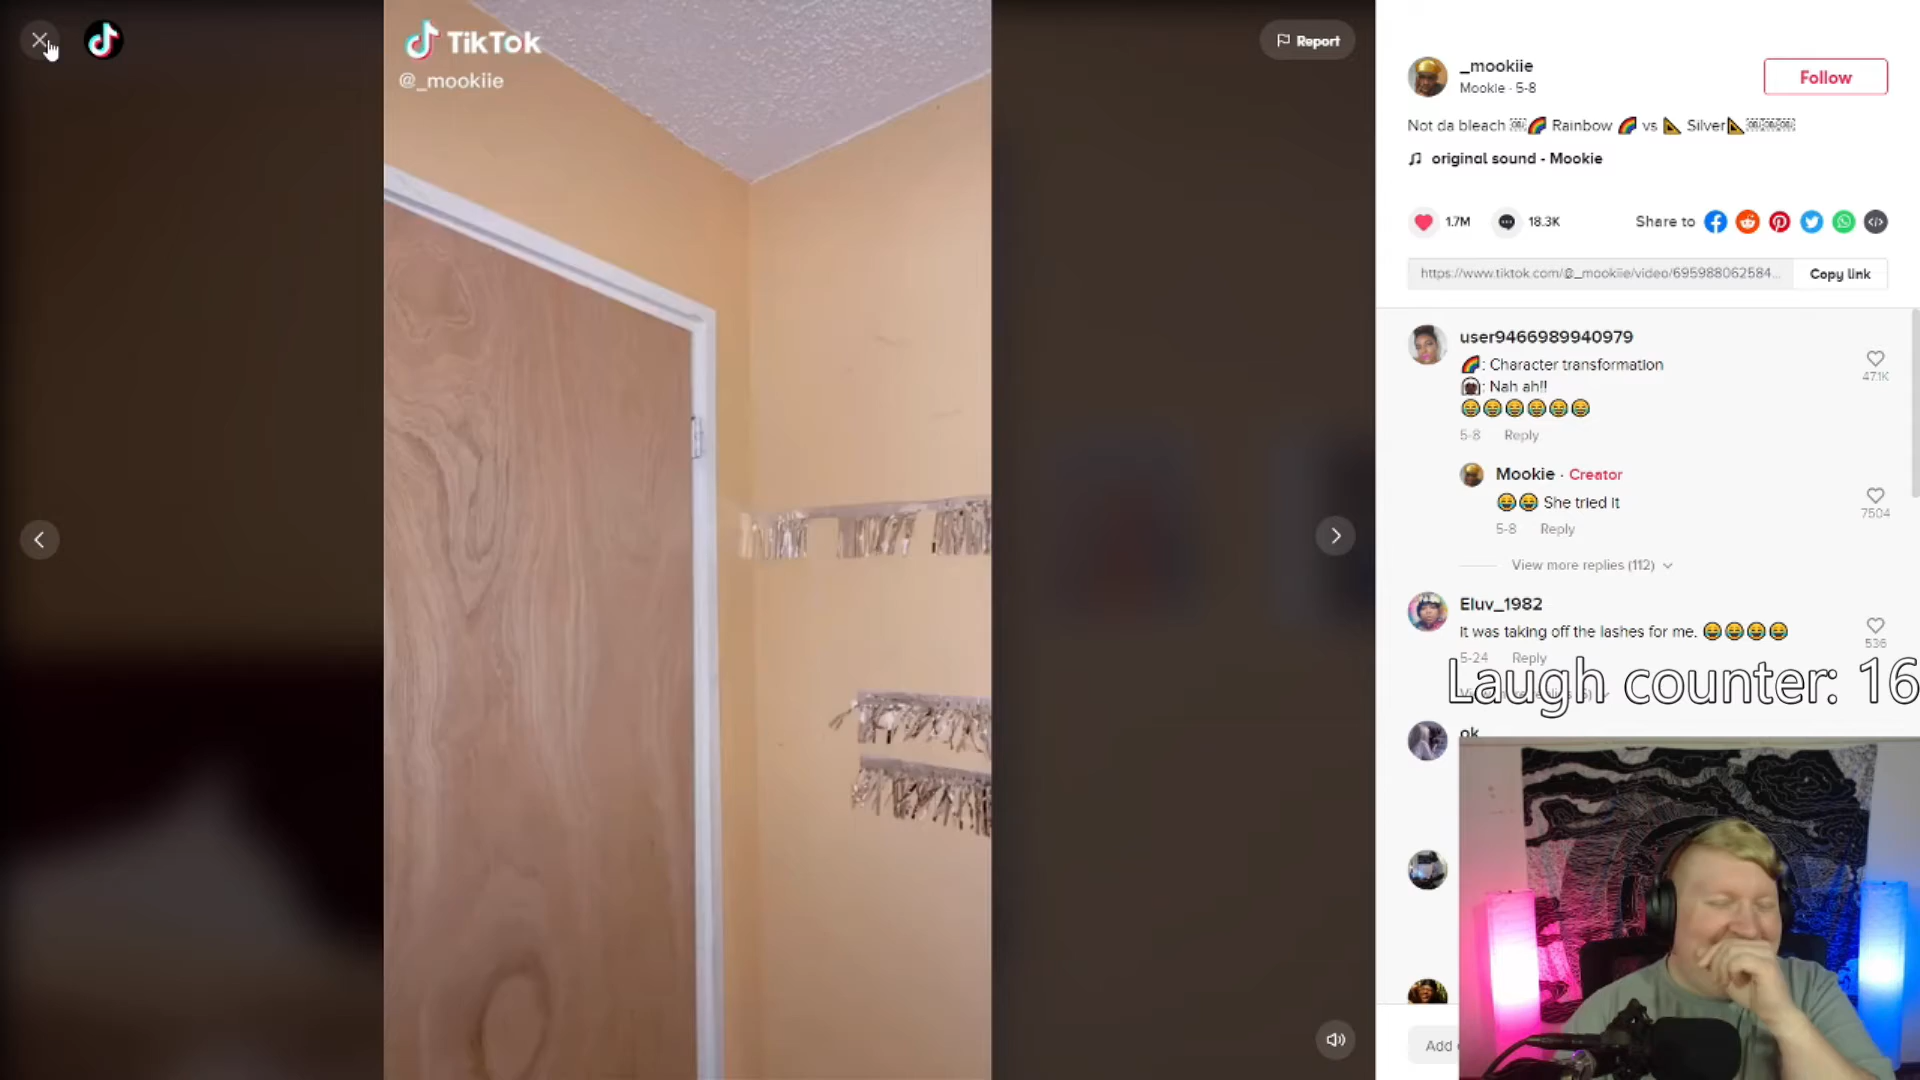 TikTok
@_mookiie
Report
_mookiie
Mookie · 5-8
Follow
Not da bleach 🌈 Rainbow 🌈 vs 📐 Silver📐
original sound - Mookie
1.7M
18.3K
Share to
https://www.tiktok.com/@_mookiie/video/695988062584...
Copy link
user9466989940979
🌈: Character transformation
: Nah ah!!
😂😂😂😂😂😂
47.1K
5-8 Reply
Mookie · Creator
😂😂 She tried it
7504
5-8 Reply
View more replies (112)
Eluv_1982
It was taking off the lashes for me. 😂😂😂😂
536
5-24 Reply
Laugh counter: 16
ok
Add